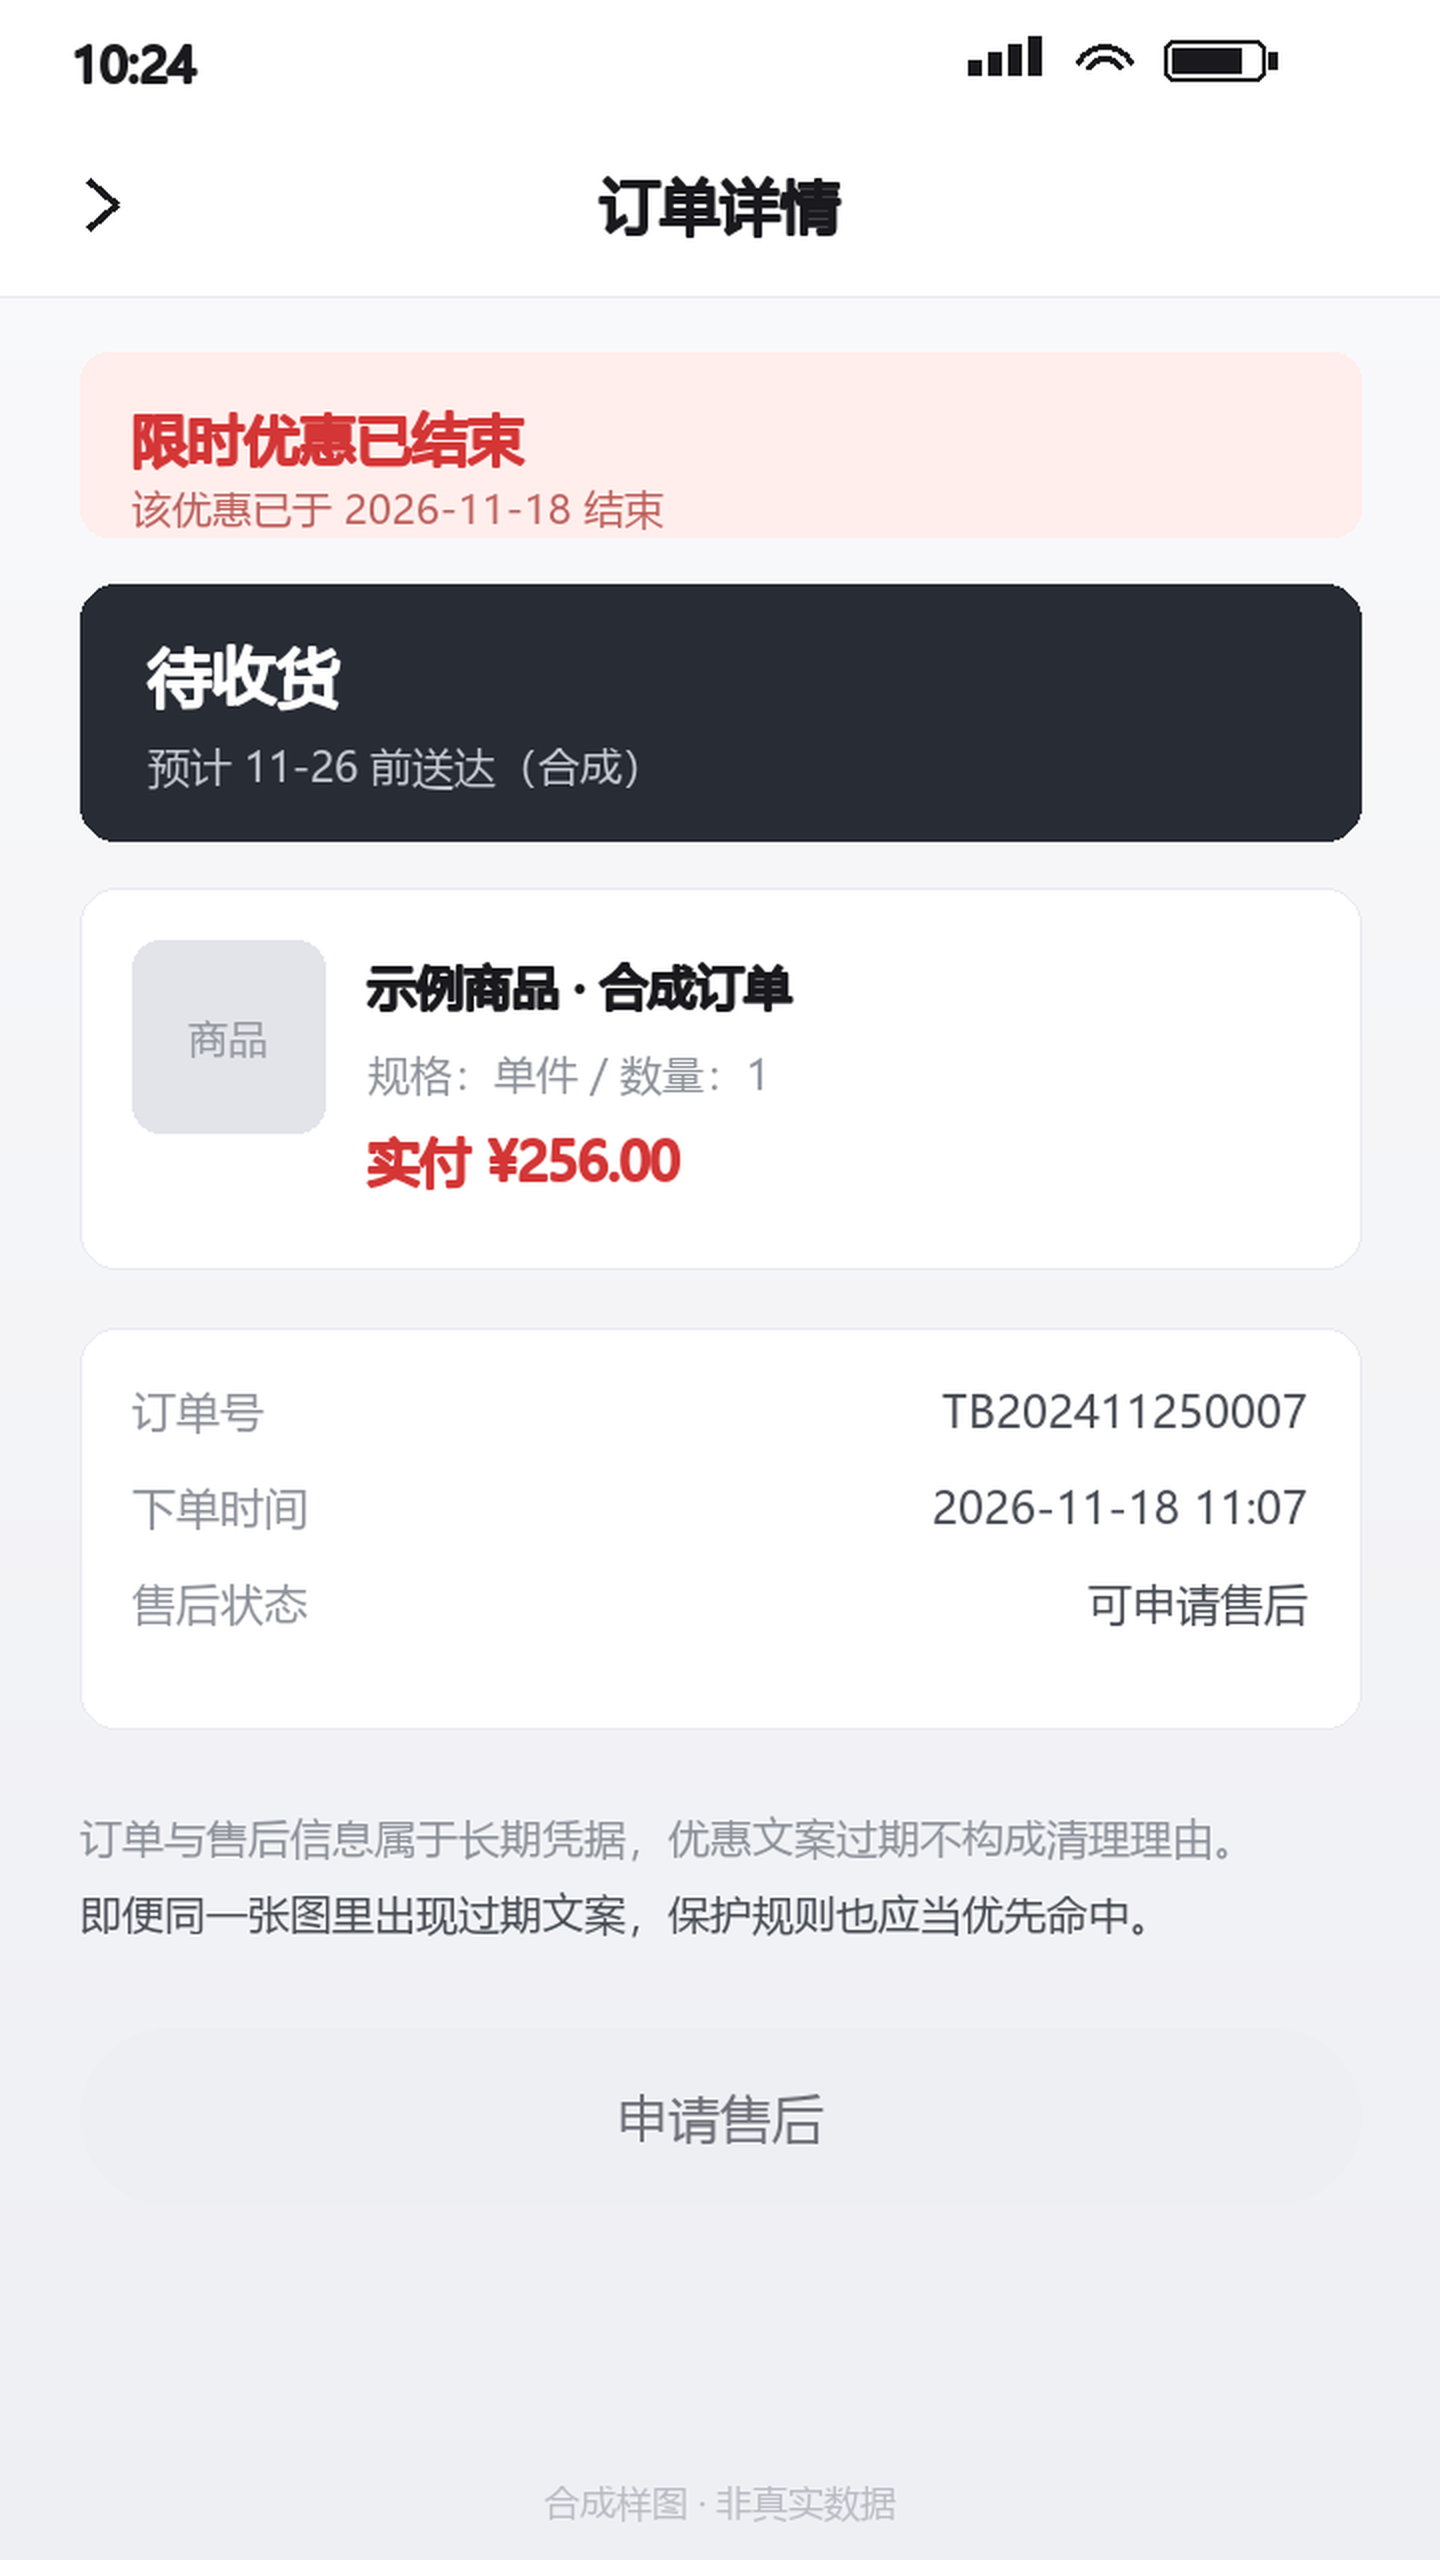 10:24
订单详情
限时优惠已结束
该优惠已于 2026-11-18 结束
待收货
预计 11-26 前送达（合成）
商品
示例商品 · 合成订单
规格：单件 / 数量：1
实付 ¥256.00
订单号 TB202411250007
下单时间 2026-11-18 11:07
售后状态 可申请售后
订单与售后信息属于长期凭据，优惠文案过期不构成清理理由。
即便同一张图里出现过期文案，保护规则也应当优先命中。
申请售后
合成样图 · 非真实数据